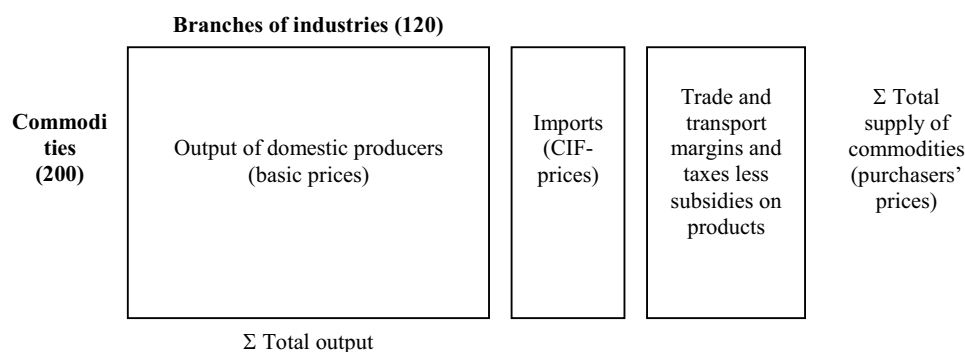 Branches of industries (120)
Commodi
ties
(200)
Output of domestic producers
(basic prices)
Imports
(CIF-
prices)
Trade and
transport
margins and
taxes less
subsidies on
products
Σ Total
supply of
commodities
(purchasers’
prices)
Σ Total output